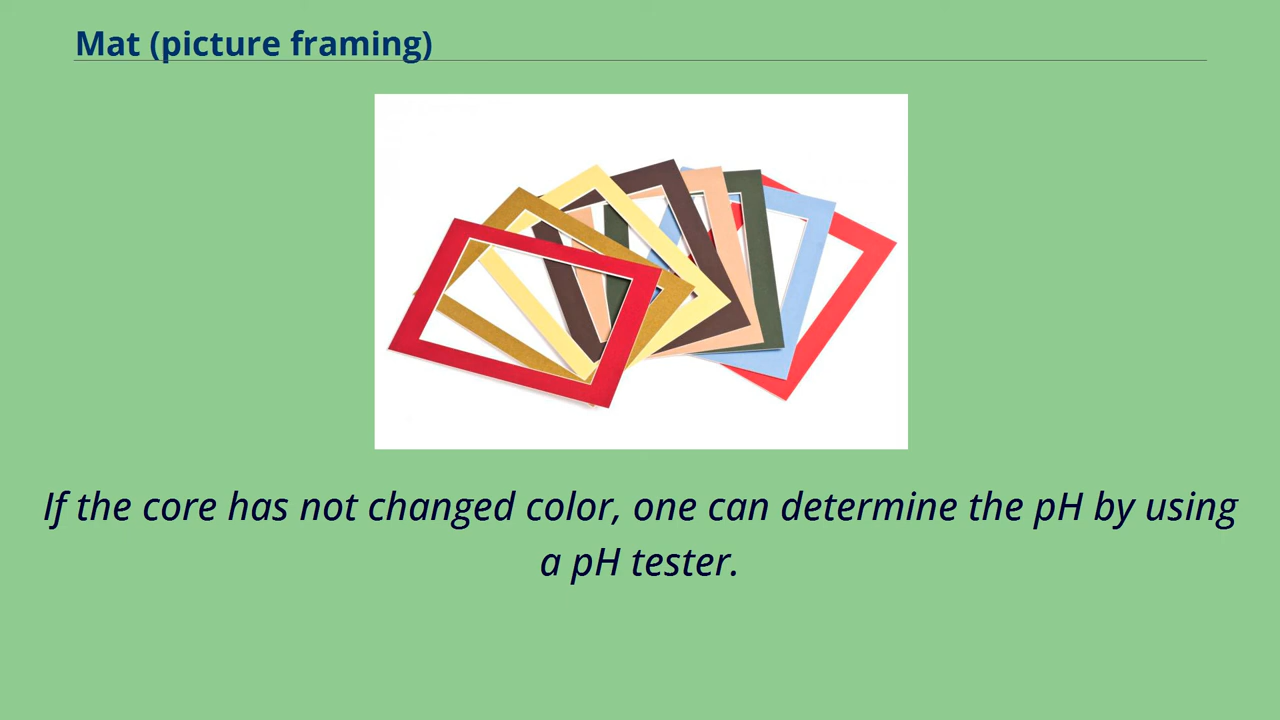 Mat (picture framing)
If the core has not changed color, one can determine the pH by using
a pH tester.